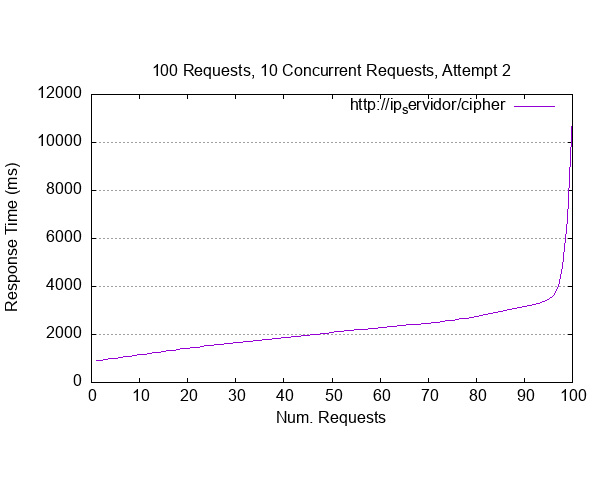 100 Requests, 10 Concurrent Requests, Attempt 2
http://ip_servidor/cipher
12000
10000
8000
6000
4000
2000
0
Response Time (ms)
0 10 20 30 40 50 60 70 80 90 100
Num. Requests